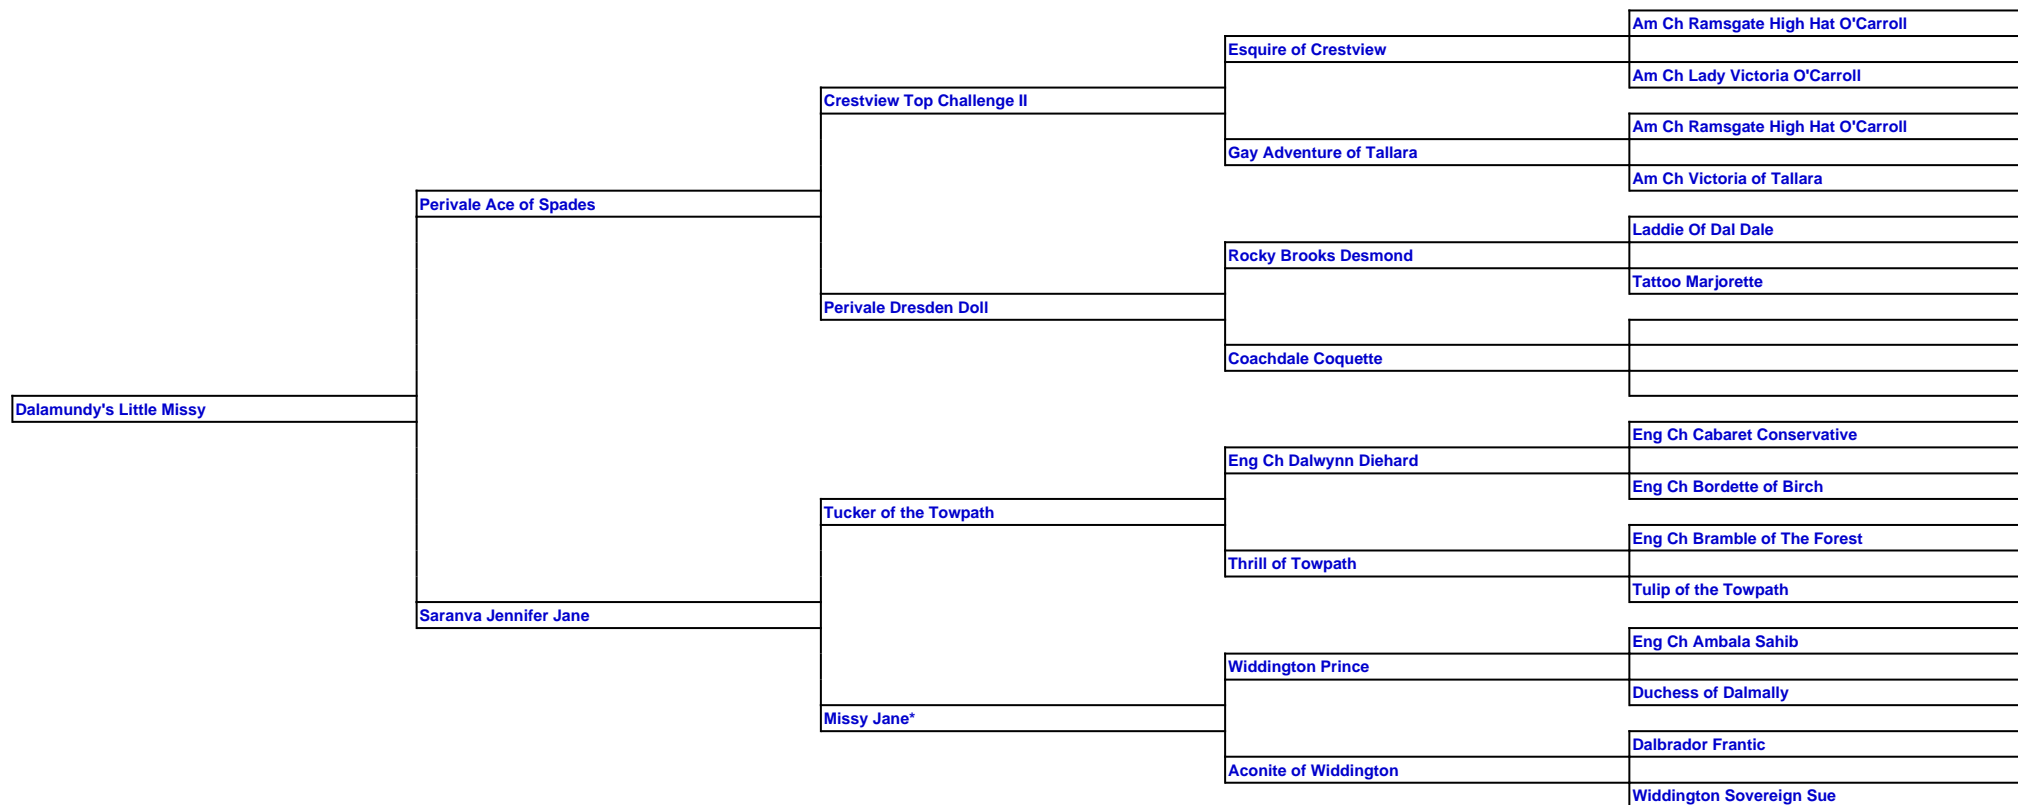 Am Ch Ramsgate High Hat O'Carroll
Esquire of Crestview
Am Ch Lady Victoria O'Carroll
Crestview Top Challenge II
Am Ch Ramsgate High Hat O'Carroll
Gay Adventure of Tallara
Am Ch Victoria of Tallara
Perivale Ace of Spades
Laddie Of Dal Dale
Rocky Brooks Desmond
Tattoo Marjorette
Perivale Dresden Doll
Coachdale Coquette
Dalamundy's Little Missy
Eng Ch Cabaret Conservative
Eng Ch Dalwynn Diehard
Eng Ch Bordette of Birch
Tucker of the Towpath
Eng Ch Bramble of The Forest
Thrill of Towpath
Tulip of the Towpath
Saranva Jennifer Jane
Eng Ch Ambala Sahib
Widdington Prince
Duchess of Dalmally
Missy Jane*
Dalbrador Frantic
Aconite of Widdington
Widdington Sovereign Sue